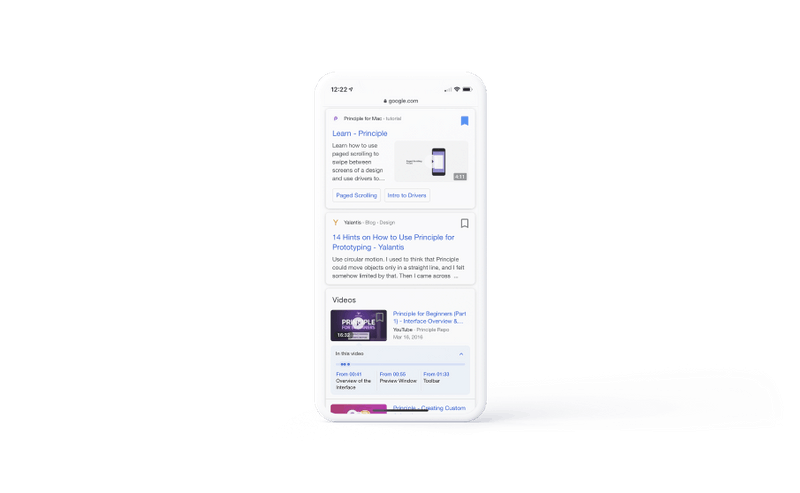 12:22
google.com
Principle for Mac · tutorial
Learn - Principle
Learn how to use
paged scrolling to
swipe between
screens of a design
and use drivers to...
4:11
Paged Scrolling
Intro to Drivers
Yalantis · Blog · Design
14 Hints on How to Use Principle for
Prototyping - Yalantis
Use circular motion. I used to think that Principle
could move objects only in a straight line, and I felt
somehow limited by that. Then I came across ...
Videos
PRINCIPLE
FOR BEGINNERS
16:32
Principle for Beginners (Part
1) - Interface Overview &...
YouTube · Principle Repo
Mar 16, 2016
In this video
From 00:41
Overview of the
Interface
From 00:55
Preview Window
From 01:33
Toolbar
Principle - Creating Custom